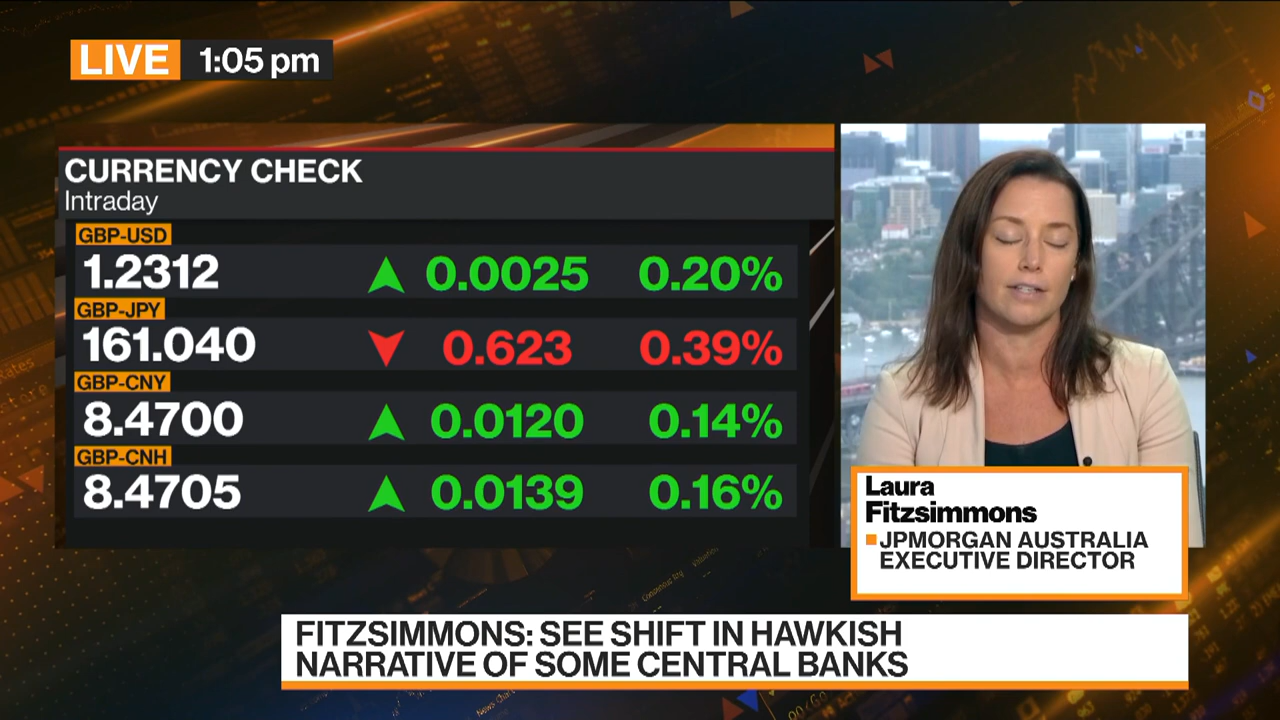 LIVE 1:05 pm
CURRENCY CHECK
Intraday
GBP-USD
1.2312 ▲ 0.0025 0.20%
GBP-JPY
161.040 ▼ 0.623 0.39%
GBP-CNY
8.4700 ▲ 0.0120 0.14%
GBP-CNH
8.4705 ▲ 0.0139 0.16%
Laura
Fitzsimmons
JPMORGAN AUSTRALIA
EXECUTIVE DIRECTOR
FITZSIMMONS: SEE SHIFT IN HAWKISH
NARRATIVE OF SOME CENTRAL BANKS